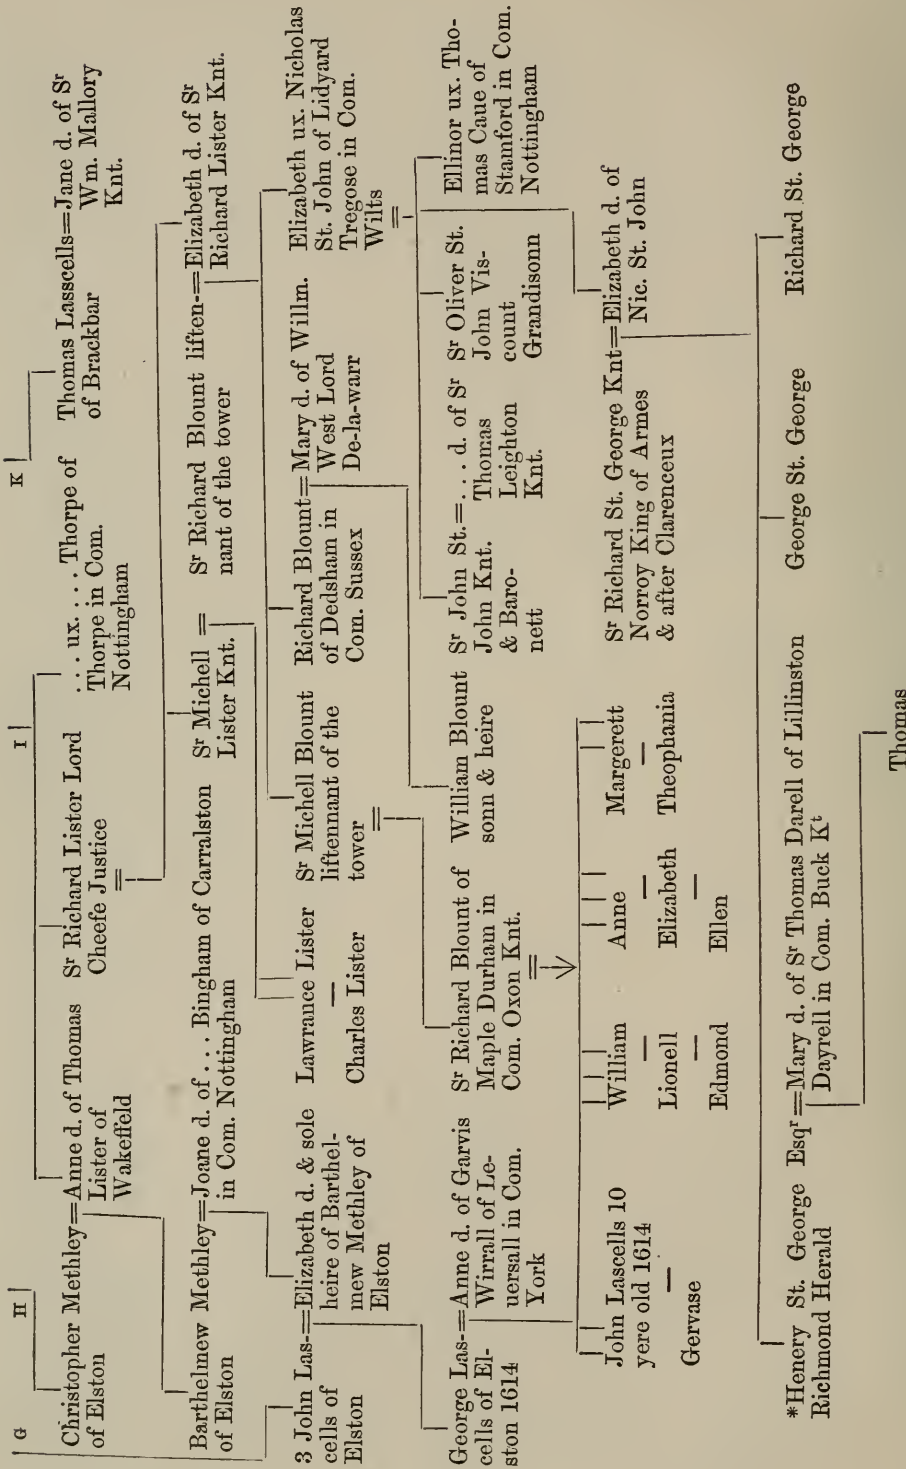 G
H
I
K
Christopher Methley=Anne d. of Thomas
of Elston
Lister of
Wakeffeld
Sr Richard Lister Lord
Cheefe Justice
. . . ux. . . . Thorpe of
Thorpe in Com.
Nottingham
Thomas Lasscells=Jane d. of Sr
of Brackbar
Wm. Mallory
Knt.
Barthelmew Methley=Joane d. of . . . Bingham of Carralston
of Elston
in Com. Nottingham
Sr Michell =
Lister Knt.
Sr Richard Blount liften-=Elizabeth d. of Sr
nant of the tower
Richard Lister Knt.
3 John Las-=Elizabeth d. & sole
cells of
Elston
heire of Barthel-
mew Methley of
Elston
Lawrance Lister
—
Charles Lister
Sr Michell Blount
liftennant of the
tower =
Richard Blount=Mary d. of Willm.
of Dedsham in
Com. Sussex
West Lord
De-la-warr
Elizabeth ux. Nicholas
St. John of Lidyard
Tregose in Com.
Wilts
=
George Las-=Anne d. of Garvis
cells of El-
ston 1614
Wirrall of Le-
uersall in Com.
York
Sr Richard Blount of
Maple Durham in
Com. Oxon Knt.
=
William Blount
sonn & heire
Sr John St.=. . . d. of Sr
John Knt.
& Baro-
nett
Thomas
Leighton
Knt.
Sr Oliver St.
John Vis-
count
Grandisonn
Ellinor ux. Tho-
mas Caue of
Stamford in Com.
Nottingham
John Lascells 10
yere old 1614
—
Gervase
William
—
Lionell
—
Edmond
Anne
—
Elizabeth
—
Ellen
Margerett
—
Theophania
Sr Richard St. George Knt=Elizabeth d. of
Norroy King of Armes
& after Clarenceux
Nic. St. John
*Henery St. George Esqr=Mary d. of Sr Thomas Darell of Lillinston
Richmond Herald
Dayrell in Com. Buck Kt
George St. George
Richard St. George
Thomas